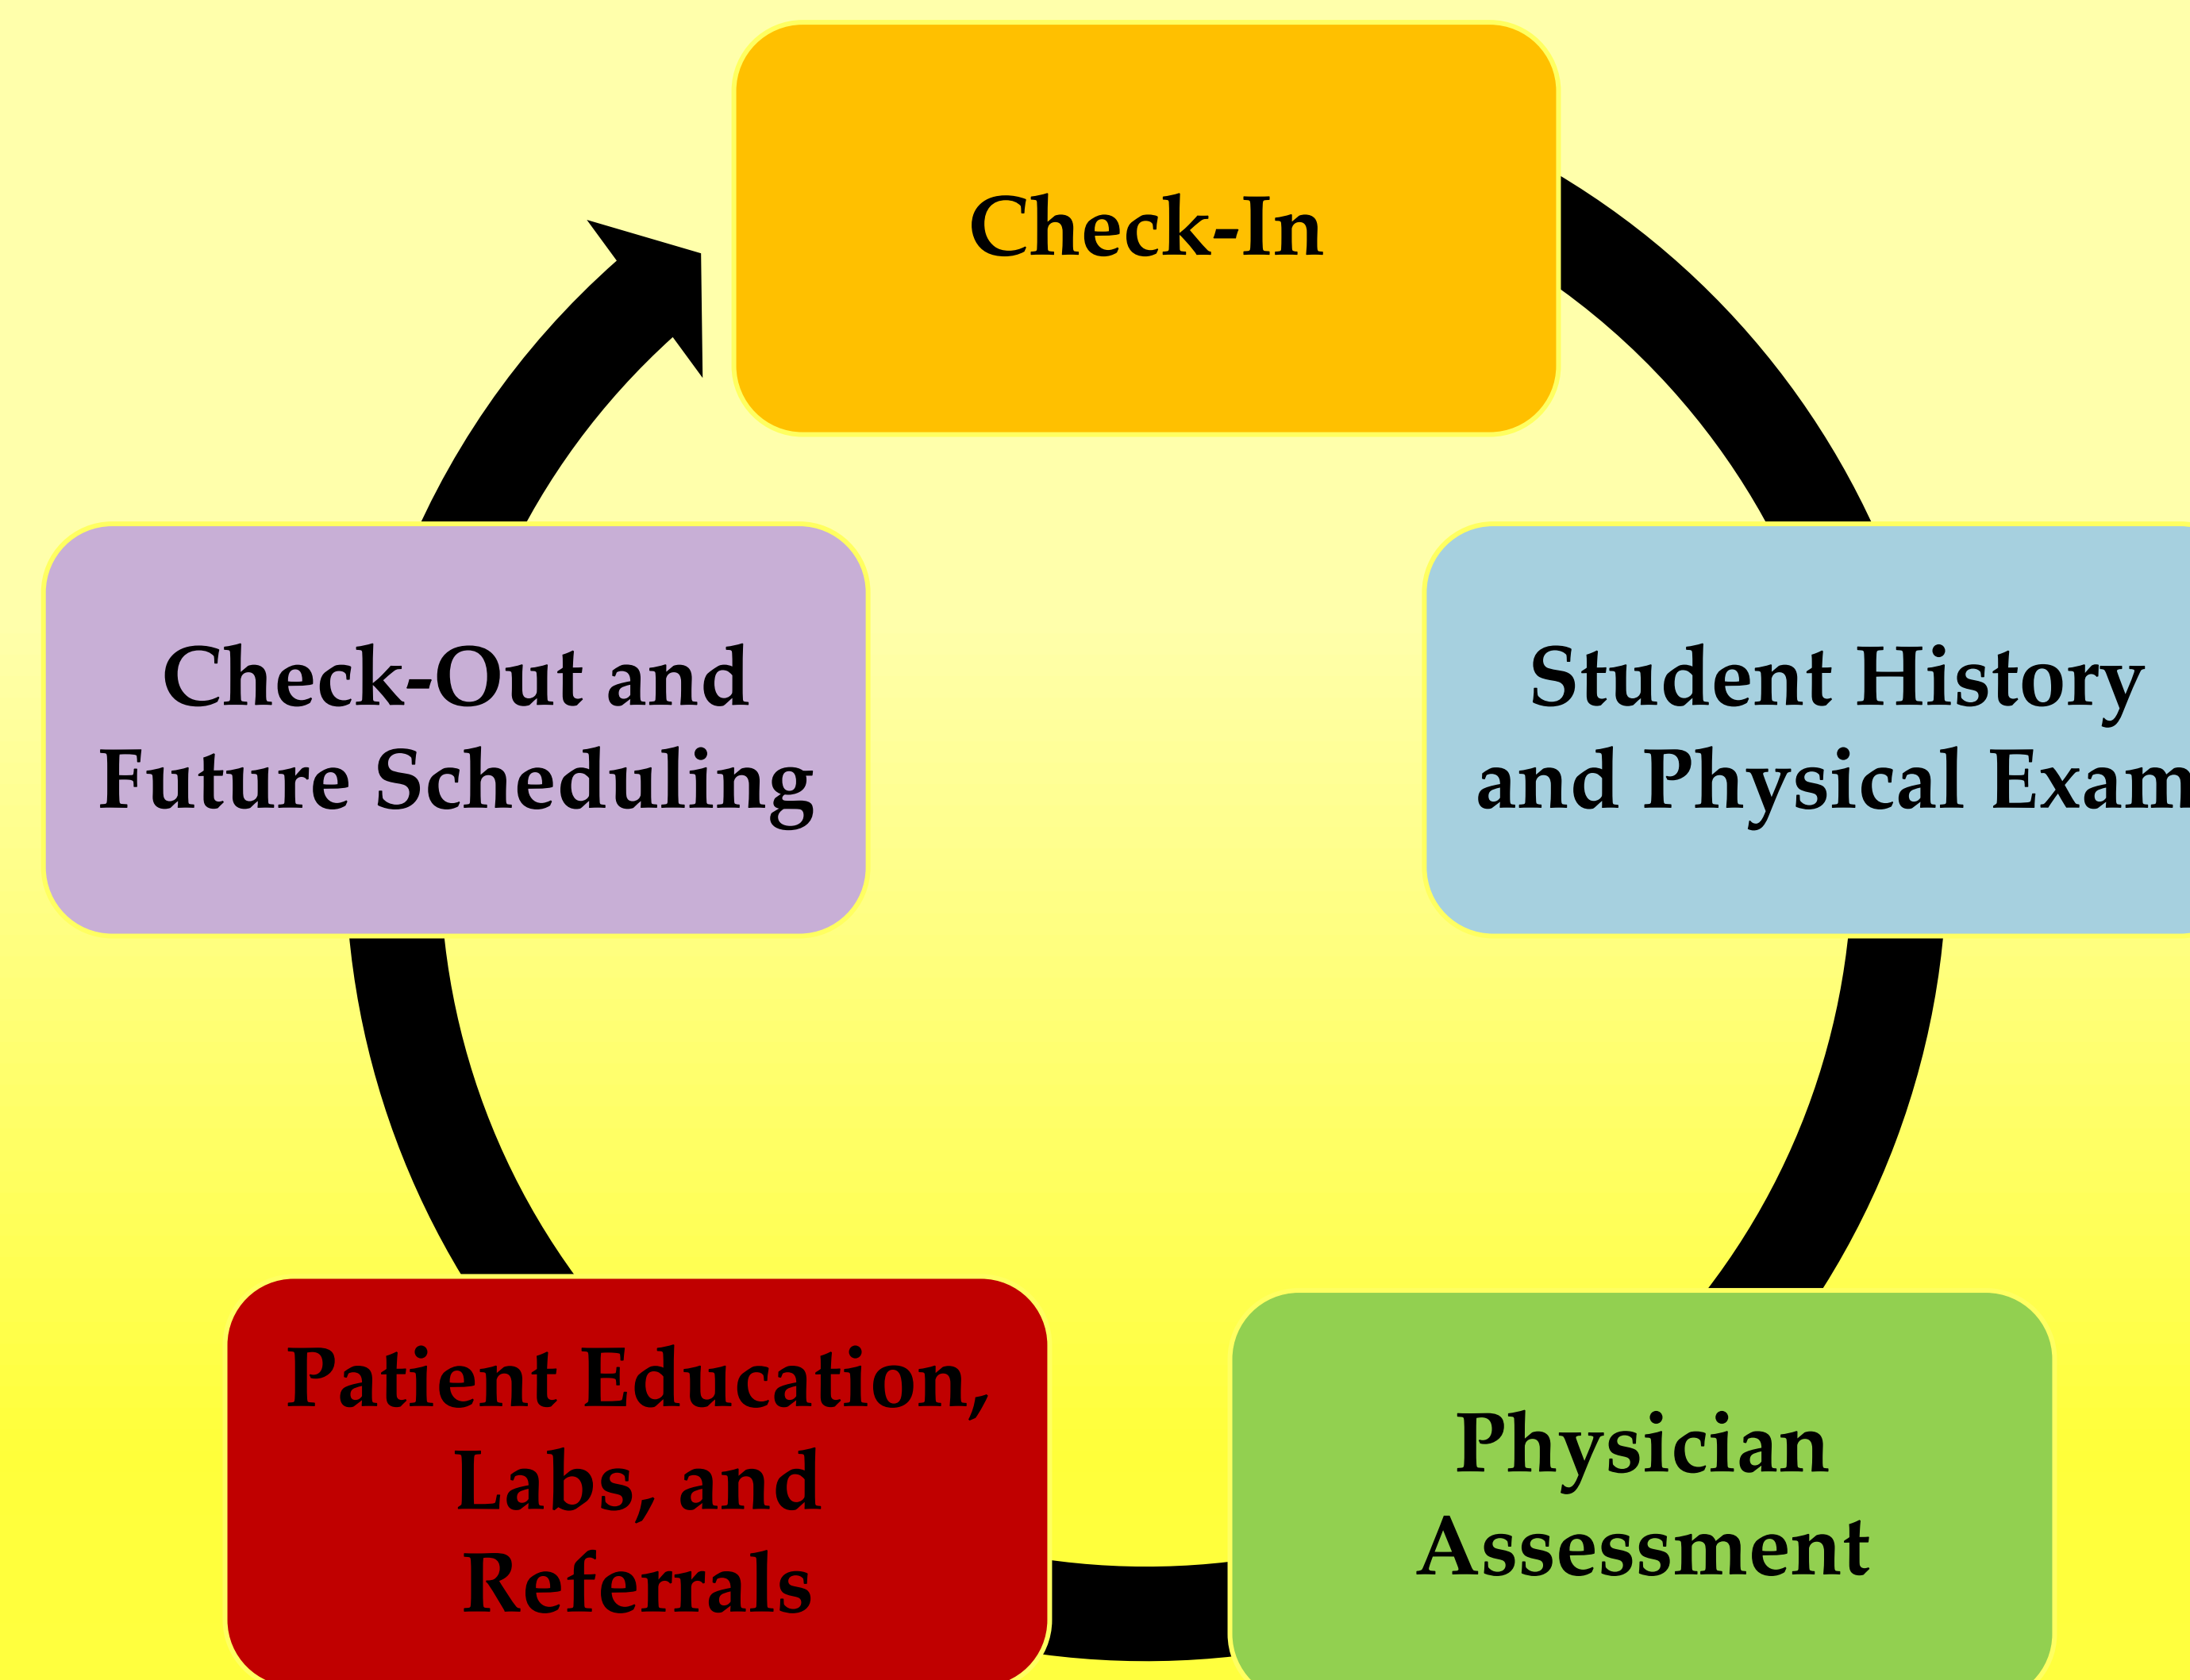 Check-In
Student History
and Physical Exam
Physician
Assessment
Patient Education,
Labs, and
Referrals
Check-Out and
Future Scheduling